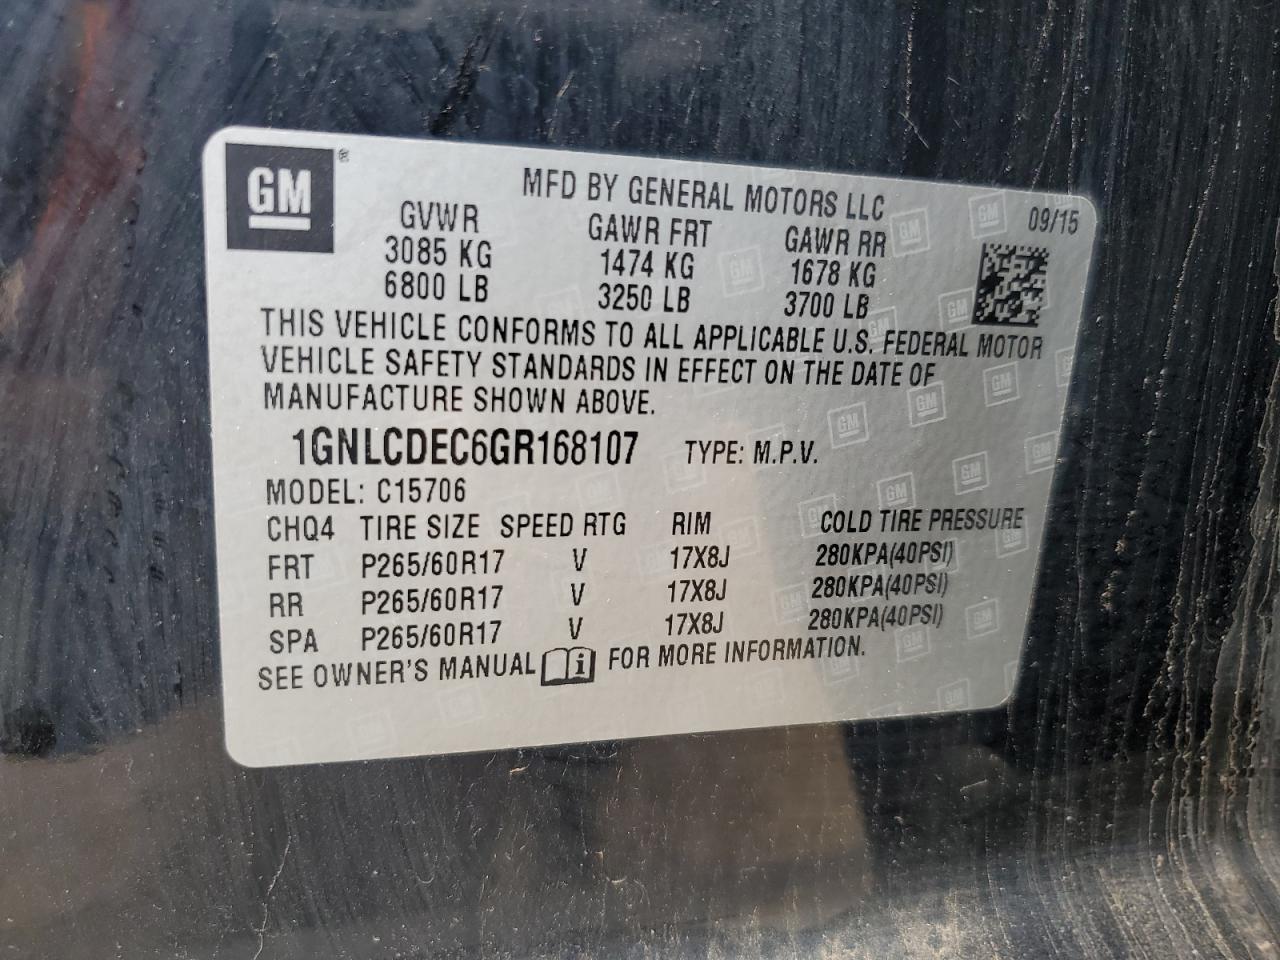 GM®
MFD BY GENERAL MOTORS LLC
09/15
GVWR GAWR FRT GAWR RR
3085 KG 1474 KG 1678 KG
6800 LB 3250 LB 3700 LB
THIS VEHICLE CONFORMS TO ALL APPLICABLE U.S. FEDERAL MOTOR
VEHICLE SAFETY STANDARDS IN EFFECT ON THE DATE OF
MANUFACTURE SHOWN ABOVE.
1GNLCDEC6GR168107 TYPE: M.P.V.
MODEL: C15706
CHQ4 TIRE SIZE SPEED RTG RIM COLD TIRE PRESSURE
FRT P265/60R17 V 17X8J 280KPA(40PSI)
RR P265/60R17 V 17X8J 280KPA(40PSI)
SPA P265/60R17 V 17X8J 280KPA(40PSI)
SEE OWNER'S MANUAL i FOR MORE INFORMATION.